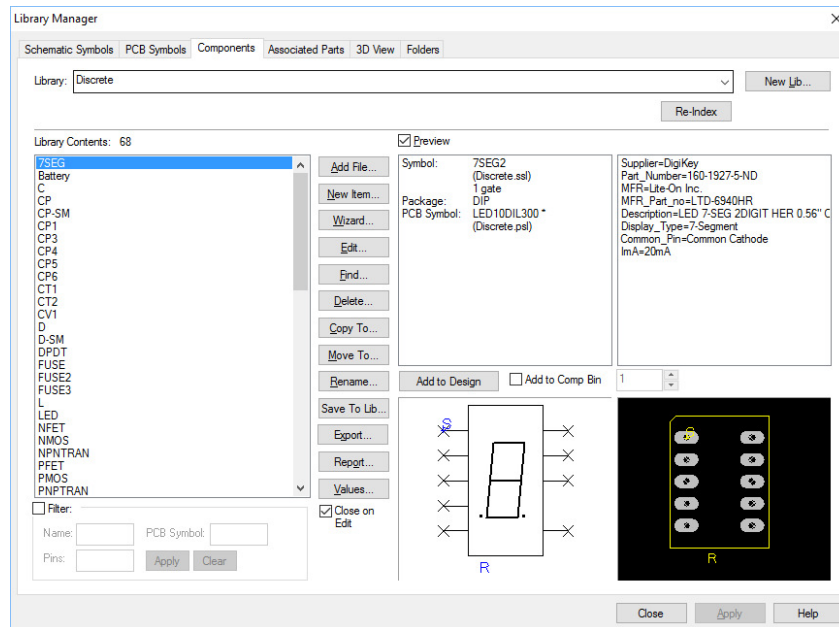 Library Manager
Schematic Symbols PCB Symbols Components Associated Parts 3D View Folders
Library: Discrete
New Lib...
Re-Index
Library Contents: 68
Preview
7SEG
Battery
C
CP
CP-SM
CP1
CP3
CP4
CP5
CP6
CT1
CT2
CV1
D
D-SM
DPDT
FUSE
FUSE2
FUSE3
L
LED
NFET
NMOS
NPNTRAN
PFET
PMOS
PNPTRAN
Add File...
New Item...
Wizard...
Edit...
Find...
Delete...
Copy To...
Move To...
Rename...
Save To Lib...
Export...
Report...
Values...
Close on
Edit
Symbol: 7SEG2
(Discrete.ssl)
1 gate
Package: DIP
PCB Symbol: LED10DIL300 *
(Discrete.psl)
Supplier=DigiKey
Part_Number=160-1927-5-ND
MFR=Lite-On Inc.
MFR_Part_no=LTD-6940HR
Description=LED 7-SEG 2DIGIT HER 0.56" C
Display_Type=7-Segment
Common_Pin=Common Cathode
ImA=20mA
Add to Design
Add to Comp Bin
1
S
R
R
Filter:
Name: PCB Symbol:
Pins: Apply Clear
Close Apply Help